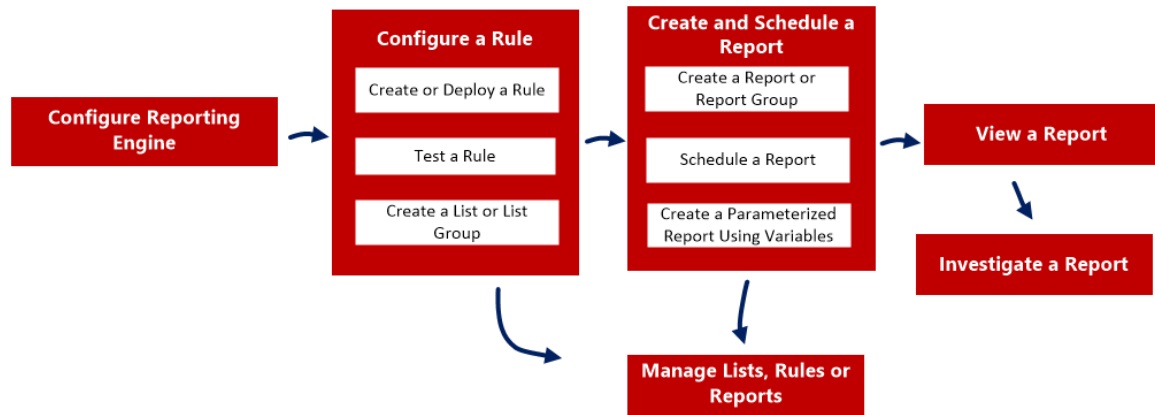 Configure Reporting
Engine
Configure a Rule
Create or Deploy a Rule
Test a Rule
Create a List or List
Group
Create and Schedule a
Report
Create a Report or
Report Group
Schedule a Report
Create a Parameterized
Report Using Variables
View a Report
Investigate a Report
Manage Lists, Rules or
Reports